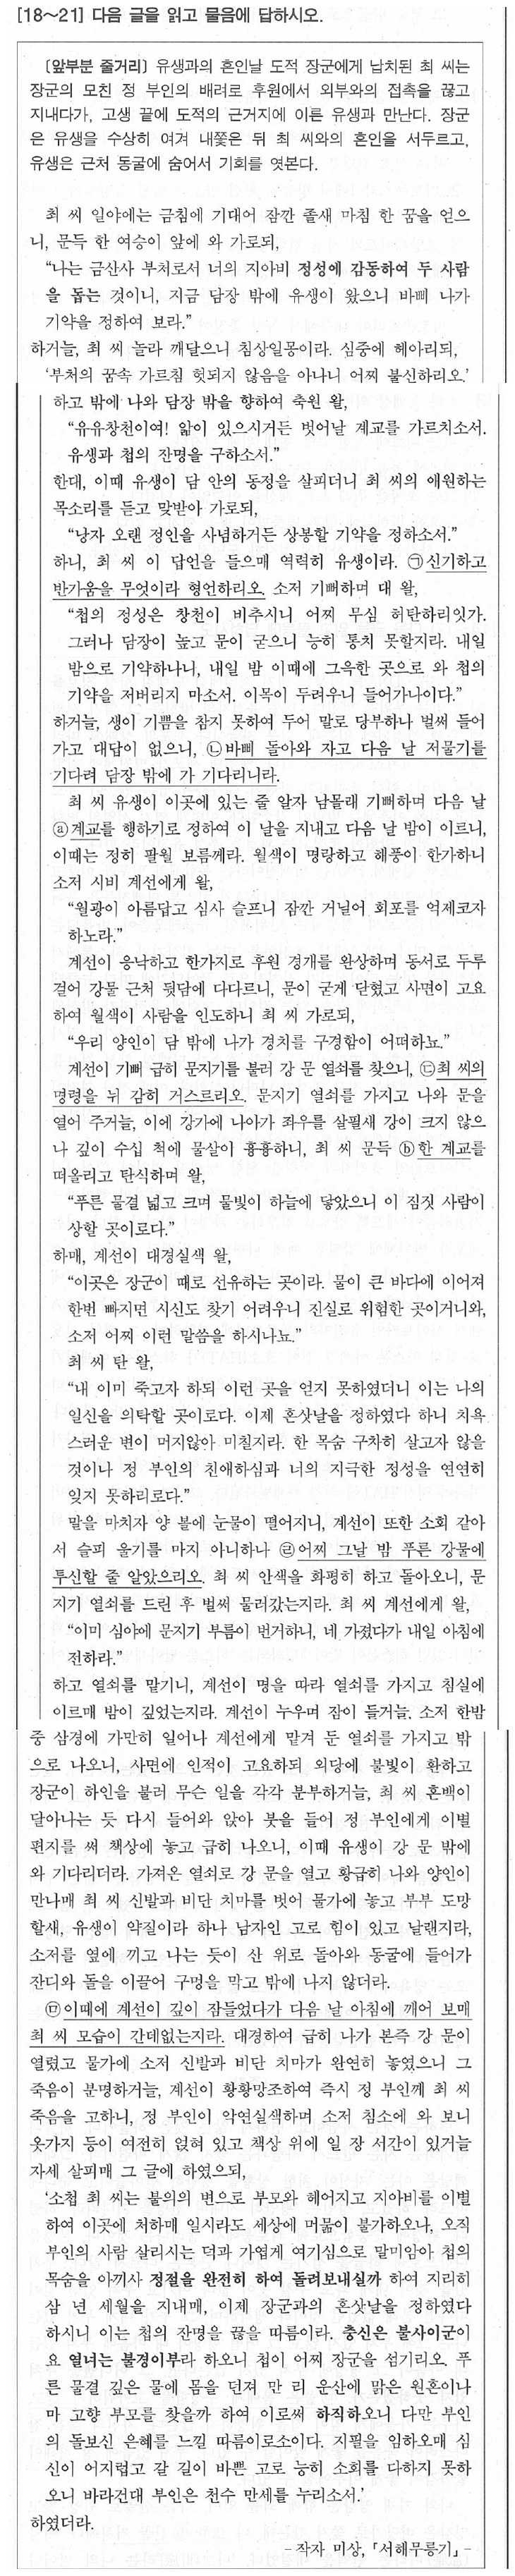 [18～21] 다음 글을 읽고 물음에 답하시오.
〔앞부분 줄거리〕 유생과의 혼인날 도적 장군에게 납치된 최 씨는
장군의 모친 정 부인의 배려로 후원에서 외부와의 접촉을 끊고
지내다가, 고생 끝에 도적의 근거지에 이른 유생과 만난다. 장군
은 유생을 수상히 여겨 내쫓은 뒤 최 씨와의 혼인을 서두르고,
유생은 근처 동굴에 숨어서 기회를 엿본다.
최 씨 일야에는 금침에 기대어 잠깐 졸새 마침 한 꿈을 얻으
니, 문득 한 여승이 앞에 와 가로되,
“나는 금산사 부처로서 너의 지아비 정성에 감동하여 두 사람
을 돕는 것이니, 지금 담장 밖에 유생이 왔으니 바삐 나가
기약을 정하여 보라.”
하거늘, 최 씨 놀라 깨달으니 침상일몽이라. 심중에 헤아리되,
‘부처의 꿈속 가르침 헛되지 않음을 아나니 어찌 불신하리오.’
하고 밖에 나와 담장 밖을 향하여 축원 왈,
“유유창천이여! 앎이 있으시거든 벗어날 계교를 가르치소서.
유생과 첩의 잔명을 구하소서.”
한대, 이때 유생이 담 안의 동정을 살피더니 최 씨의 애원하는
목소리를 듣고 맞받아 가로되,
“낭자 오랜 정인을 사념하거든 상봉할 기약을 정하소서.”
하니, 최 씨 이 답언을 들으매 역력히 유생이라. ㉠신기하고
반가움을 무엇이라 형언하리오. 소저 기뻐하며 대 왈,
“첩의 정성은 창천이 비추시니 어찌 무심 허탄하리잇가.
그러나 담장이 높고 문이 굳으니 능히 통치 못할지라. 내일
밤으로 기약하나니, 내일 밤 이때에 그윽한 곳으로 와 첩의
기약을 저버리지 마소서. 이목이 두려우니 들어가나이다.”
하거늘, 생이 기쁨을 참지 못하여 두어 말로 당부하나 벌써 들어
가고 대답이 없으니, ㉡바삐 돌아와 자고 다음 날 저물기를
기다려 담장 밖에 가 기다리니라.
최 씨 유생이 이곳에 있는 줄 알자 남몰래 기뻐하며 다음 날
ⓐ계교를 행하기로 정하여 이 날을 지내고 다음 날 밤이 이르니,
이때는 정히 팔월 보름께라. 월색이 명랑하고 해풍이 한가하니
소저 시비 계선에게 왈,
“월광이 아름답고 심사 슬프니 잠깐 거닐어 회포를 억제코자
하노라.”
계선이 응낙하고 한가지로 후원 경개를 완상하며 동서로 두루
걸어 강물 근처 뒷담에 다다르니, 문이 굳게 닫혔고 사면이 고요
하여 월색이 사람을 인도하니 최 씨 가로되,
“우리 양인이 담 밖에 나가 경치를 구경함이 어떠하뇨.”
계선이 기뻐 급히 문지기를 불러 강 문 열쇠를 찾으니, ㉢최 씨의
명령을 뉘 감히 거스르리오. 문지기 열쇠를 가지고 나와 문을
열어 주거늘, 이에 강가에 나아가 좌우를 살필새 강이 크지 않으
나 깊이 수십 척에 물살이 흉흉하니, 최 씨 문득 ⓑ한 계교를
떠올리고 탄식하며 왈,
“푸른 물결 넓고 크며 물빛이 하늘에 닿았으니 이 짐짓 사람이
상할 곳이로다.”
하매, 계선이 대경실색 왈,
“이곳은 장군이 때로 선유하는 곳이라. 물이 큰 바다에 이어져
한번 빠지면 시신도 찾기 어려우니 진실로 위험한 곳이거니와,
소저 어찌 이런 말씀을 하시나뇨.”
최 씨 탄 왈,
“내 이미 죽고자 하되 이런 곳을 얻지 못하였더니 이는 나의
일신을 의탁할 곳이로다. 이제 혼삿날을 정하였다 하니 치욕
스러운 변이 머지않아 미칠지라. 한 목숨 구차히 살고자 않을
것이나 정 부인의 친애하심과 너의 지극한 정성을 연연히
잊지 못하리로다.”
말을 마치자 양 볼에 눈물이 떨어지니, 계선이 또한 소회 같아
서 슬피 울기를 마지 아니하나 ㉣어찌 그날 밤 푸른 강물에
투신할 줄 알았으리오. 최 씨 안색을 화평히 하고 돌아오니, 문
지기 열쇠를 드린 후 벌써 물러갔는지라. 최 씨 계선에게 왈,
“이미 심야에 문지기 부름이 번거하니, 네 가졌다가 내일 아침에
전하라.”
하고 열쇠를 맡기니, 계선이 명을 따라 열쇠를 가지고 침실에
이르매 밤이 깊었는지라. 계선이 누우며 잠이 들거늘, 소저 한밤
중 삼경에 가만히 일어나 계선에게 맡겨 둔 열쇠를 가지고 밖
으로 나오니, 사면에 인적이 고요하되 외당에 불빛이 환하고
장군이 하인을 불러 무슨 일을 각각 분부하거늘, 최 씨 혼백이
달아나는 듯 다시 들어와 앉아 붓을 들어 정 부인에게 이별
편지를 써 책상에 놓고 급히 나오니, 이때 유생이 강 문 밖에
와 기다리더라. 가져온 열쇠로 강 문을 열고 황급히 나와 양인이
만나매 최 씨 신발과 비단 치마를 벗어 물가에 놓고 부부 도망
할새, 유생이 약질이라 하나 남자인 고로 힘이 있고 날랜지라,
소저를 옆에 끼고 나는 듯이 산 위로 돌아와 동굴에 들어가
잔디와 돌을 이끌어 구멍을 막고 밖에 나지 않더라.
㉤이때에 계선이 깊이 잠들었다가 다음 날 아침에 깨어 보매
최 씨 모습이 간데없는지라. 대경하여 급히 나가 본즉 강 문이
열렸고 물가에 소저 신발과 비단 치마가 완연히 놓였으니 그
죽음이 분명하거늘, 계선이 황황망조하여 즉시 정 부인께 최 씨
죽음을 고하니, 정 부인이 악연실색하며 소저 침소에 와 보니
옷가지 등이 여전히 얹혀 있고 책상 위에 일 장 서간이 있거늘
자세 살피매 그 글에 하였으되,
‘소첩 최 씨는 불의의 변으로 부모와 헤어지고 지아비를 이별
하여 이곳에 처하매 일시라도 세상에 머묾이 불가하오나, 오직
부인의 사람 살리시는 덕과 가엽게 여기심으로 말미암아 첩의
목숨을 아끼사 정절을 완전히 하여 돌려보내실까 하여 지리히
삼 년 세월을 지내매, 이제 장군과의 혼삿날을 정하였다
하시니 이는 첩의 잔명을 끊을 따름이라. 충신은 불사이군이
요 열녀는 불경이부라 하오니 첩이 어찌 장군을 섬기리오. 푸
른 물결 깊은 물에 몸을 던져 만 리 운산에 맑은 원혼이나
마 고향 부모를 찾을까 하여 이로써 하직하오니 다만 부인
의 돌보신 은혜를 느낄 따름이로소이다. 지필을 임하오매 심
신이 어지럽고 갈 길이 바쁜 고로 능히 소회를 다하지 못하
오니 바라건대 부인은 천수 만세를 누리소서.’
하였더라.
- 작자 미상, 「서해무릉기」 -